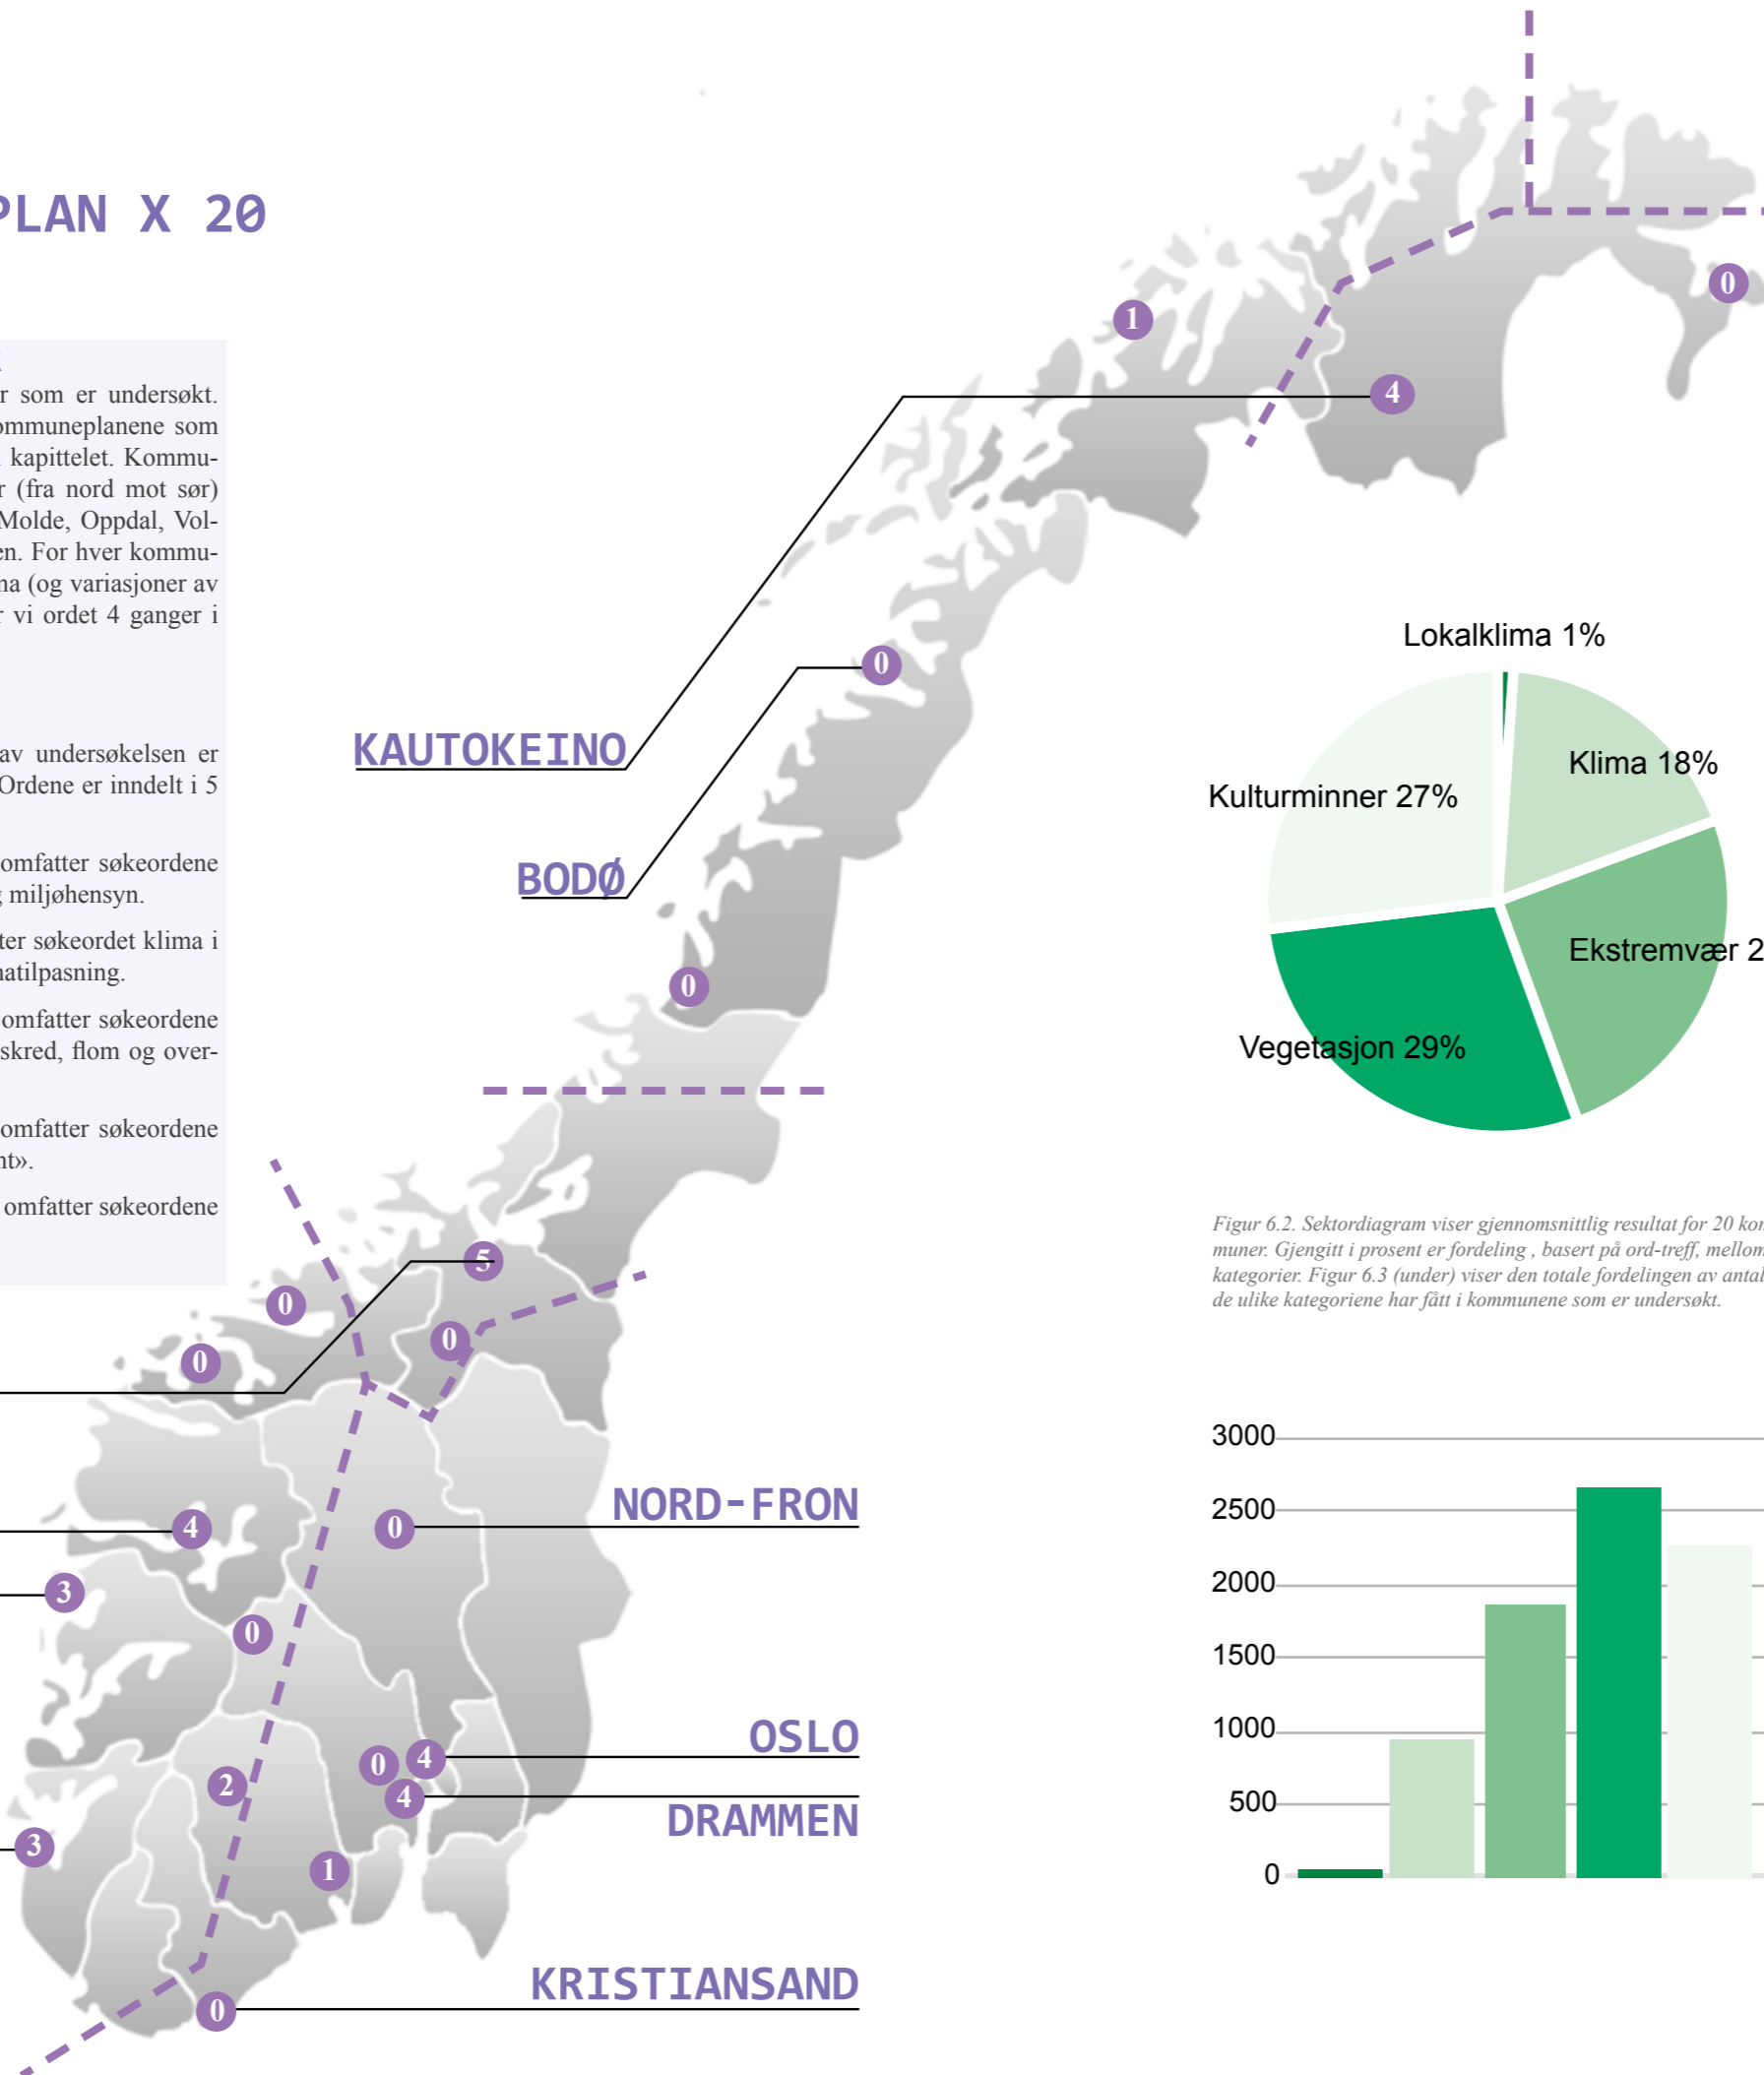 PLAN X 20
r som er undersøkt.
ommuneplanene som
kapittelet. Kommu-
r (fra nord mot sør)
Molde, Oppdal, Vol-
en. For hver kommu-
na (og variasjoner av
r vi ordet 4 ganger i
av undersøkelsen er
Ordene er inndelt i 5
omfatter søkeordene
g miljøhensyn.
ter søkeordet klima i
natilpasning.
omfatter søkeordene
skred, flom og over-
omfatter søkeordene
nt».
omfatter søkeordene
0
1
4
KAUTOKEINO
0
BODØ
0
5
0
0
0
4
0
NORD-FRON
3
0
0
4
OSLO
2
4
DRAMMEN
3
1
0
KRISTIANSAND
Lokalklima 1%
Klima 18%
Kulturminner 27%
Ekstremvær 2
Vegetasjon 29%
Figur 6.2. Sektordiagram viser gjennomsnittlig resultat for 20 kom
muner. Gjengitt i prosent er fordeling , basert på ord-treff, mellom
kategorier. Figur 6.3 (under) viser den totale fordelingen av antal
de ulike kategoriene har fått i kommunene som er undersøkt.
3000
2500
2000
1500
1000
500
0